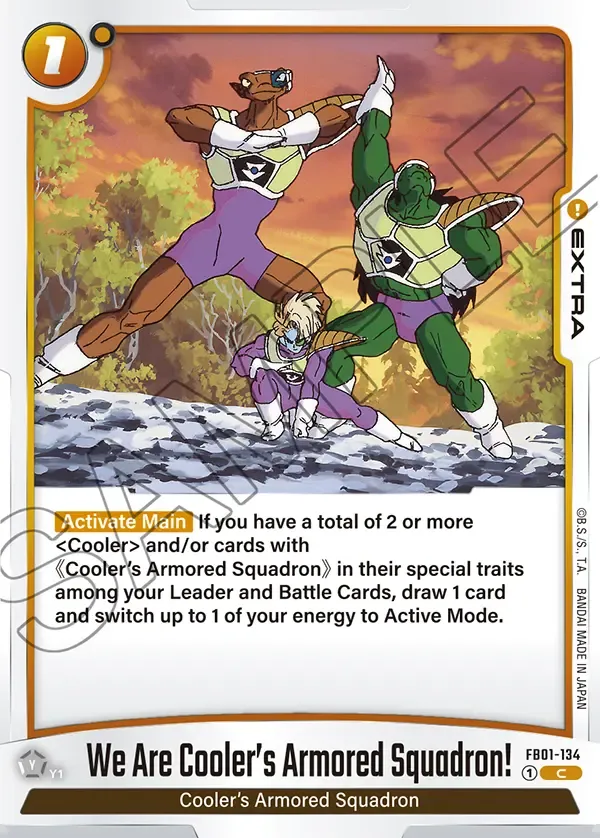 1
EXTRA
SAMPLE
Activate Main If you have a total of 2 or more
<Cooler> and/or cards with
《Cooler's Armored Squadron》in their special traits
among your Leader and Battle Cards, draw 1 card
and switch up to 1 of your energy to Active Mode.
©B.S./S., T.A. BANDAI MADE IN JAPAN
Y Y1
We Are Cooler's Armored Squadron!
FB01-134
1 C
Cooler's Armored Squadron